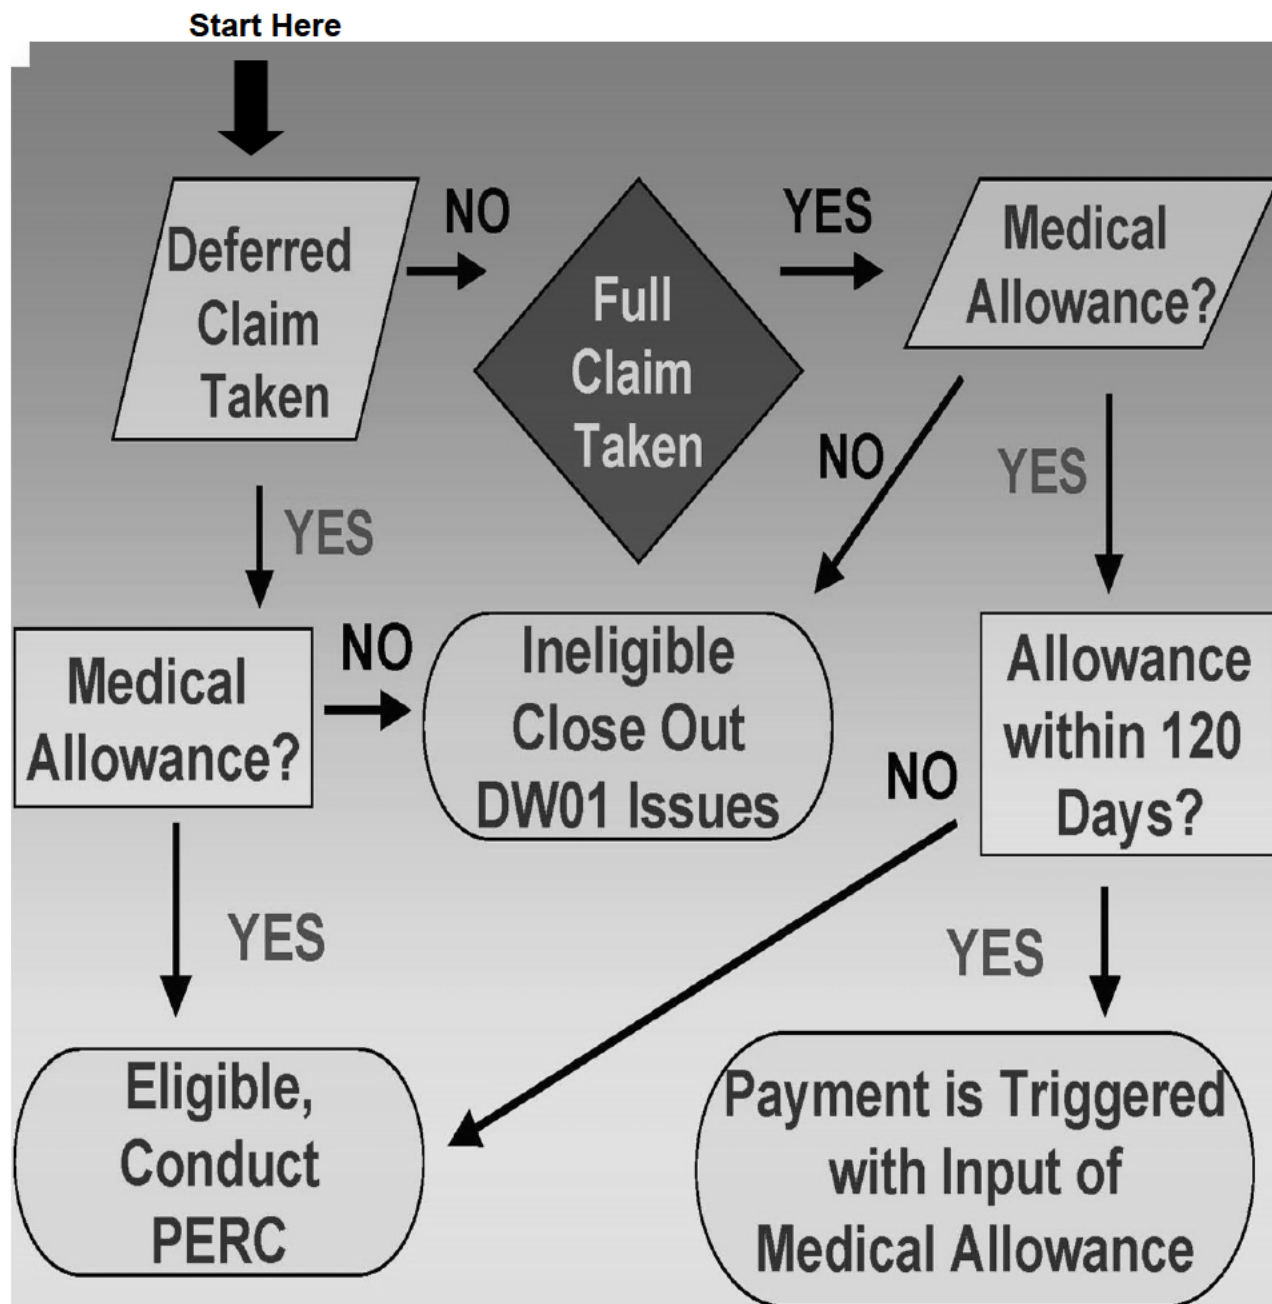 Start Here
Deferred
Claim
Taken
NO
Full
Claim
Taken
YES
Medical
Allowance?
NO
YES
YES
Medical
Allowance?
NO
Ineligible
Close Out
DW01 Issues
Allowance
within 120
Days?
NO
YES
YES
Eligible,
Conduct
PERC
Payment is Triggered
with Input of
Medical Allowance